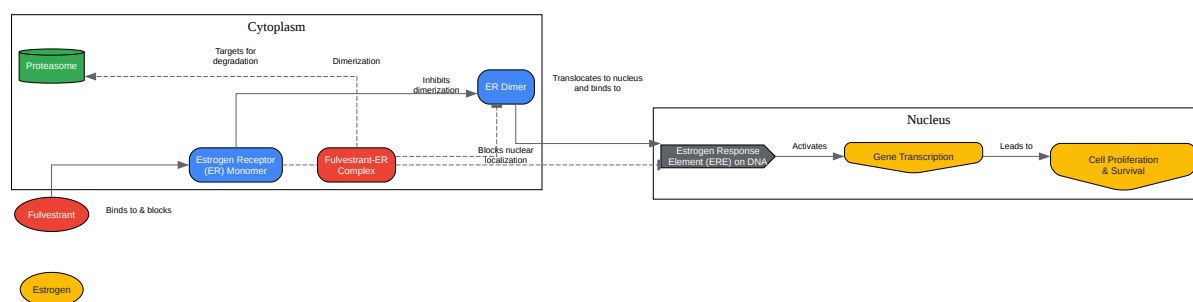 Cytoplasm
Proteasome
Targets for
degradation
Dimerization
Inhibits
dimerization
ER Dimer
Translocates to nucleus
and binds to
Nucleus
Estrogen Receptor
(ER) Monomer
Fulvestrant-ER
Complex
Blocks nuclear
localization
Estrogen Response
Element (ERE) on DNA
Activates
Gene Transcription
Leads to
Cell Proliferation
& Survival
Fulvestrant
Binds to & blocks
Estrogen